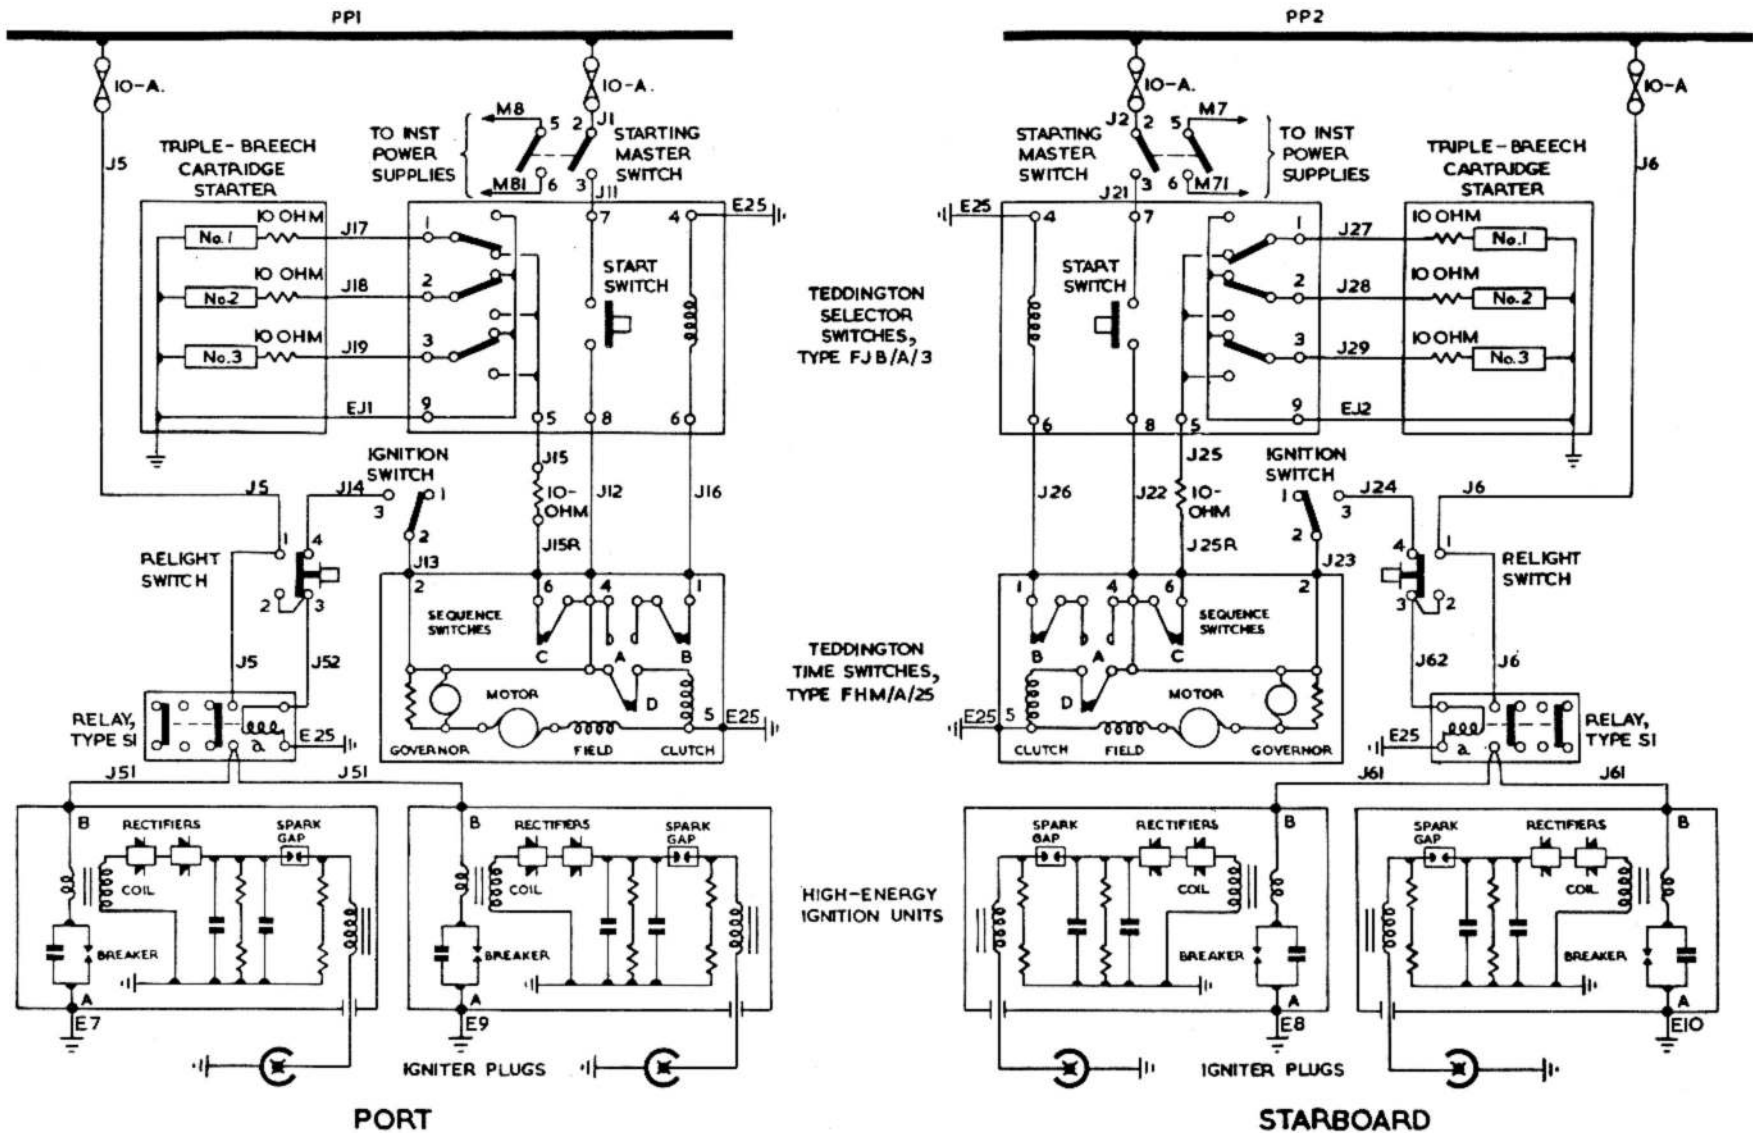 PP1
PP2
10-A.
10-A.
10-A.
10-A
M8
J1
J2
M7
5
2
2
5
TO INST
POWER
SUPPLIES
STARTING
MASTER
SWITCH
STARTING
MASTER
SWITCH
TO INST
POWER
SUPPLIES
J5
J6
TRIPLE-BREECH
CARTRIDGE
STARTER
TRIPLE-BREECH
CARTRIDGE
STARTER
M81
6
3
J11
3
6
M71
J21
E25
E25
10 OHM
J17
1
7
4
4
7
1
J27
10 OHM
No.1
No.1
10 OHM
J18
2
2
J28
10 OHM
No.2
No.2
START
SWITCH
START
SWITCH
10 OHM
J19
3
3
J29
10 OHM
No.3
No.3
TEDDINGTON
SELECTOR
SWITCHES,
TYPE FJB/A/3
EJ1
9
5
8
6
6
8
5
9
EJ2
IGNITION
SWITCH
IGNITION
SWITCH
J15
J25
J5
J14
3
1
10-
OHM
J12
J16
J26
J22
10-
OHM
1
3
J24
J6
2
2
J15R
J25R
1
4
J13
J23
4
1
RELIGHT
SWITCH
RELIGHT
SWITCH
2
3
3
2
2
6
4
1
1
4
6
2
SEQUENCE
SWITCHES
SEQUENCE
SWITCHES
C
A
B
B
A
C
J5
J52
J62
J6
TEDDINGTON
TIME SWITCHES,
TYPE FHM/A/25
MOTOR
D
D
MOTOR
RELAY,
TYPE S1
RELAY,
TYPE S1
a
E25
5
E25
E25
5
E25
a
GOVERNOR
FIELD
CLUTCH
CLUTCH
FIELD
GOVERNOR
J51
J51
J61
J61
B
B
B
B
RECTIFIERS
SPARK
GAP
RECTIFIERS
SPARK
GAP
SPARK
GAP
RECTIFIERS
SPARK
GAP
RECTIFIERS
COIL
COIL
COIL
COIL
HIGH-ENERGY
IGNITION UNITS
BREAKER
BREAKER
BREAKER
BREAKER
A
A
A
A
E7
E9
E8
E10
IGNITER PLUGS
IGNITER PLUGS
PORT
STARBOARD